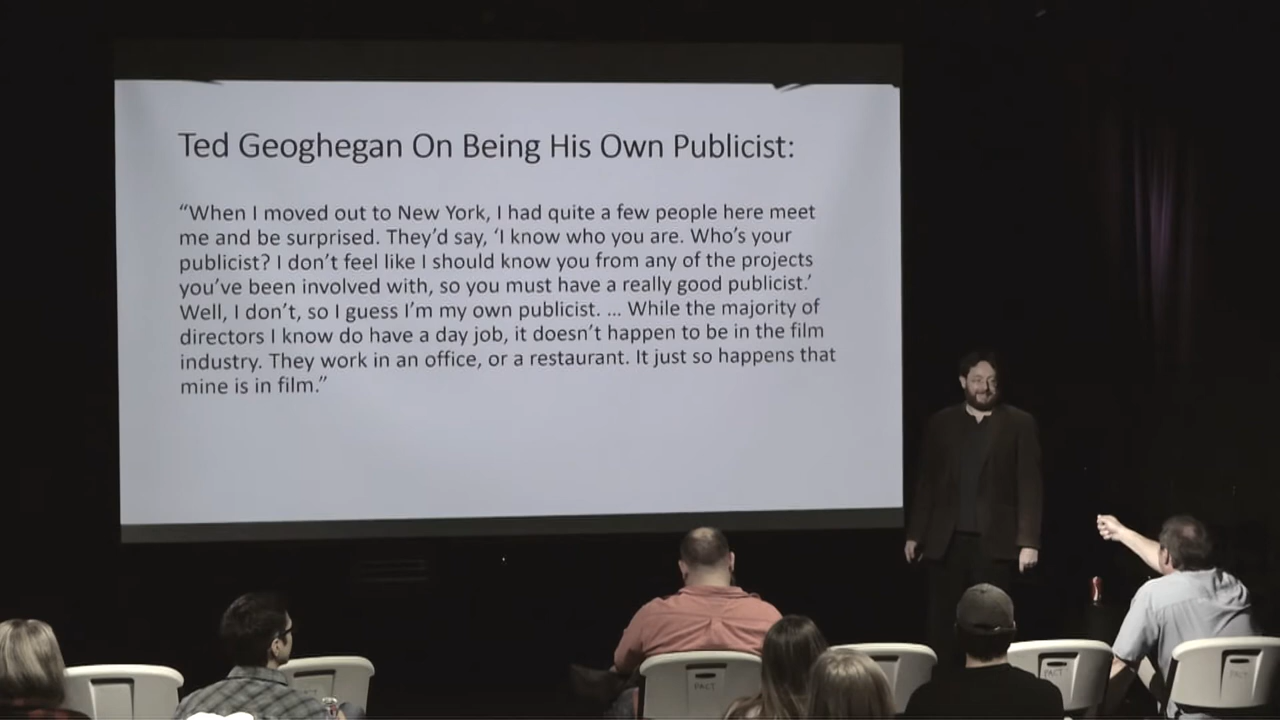 Ted Geoghegan On Being His Own Publicist:
“When I moved out to New York, I had quite a few people here meet
me and be surprised. They’d say, ‘I know who you are. Who’s your
publicist? I don’t feel like I should know you from any of the projects
you’ve been involved with, so you must have a really good publicist.’
Well, I don’t, so I guess I’m my own publicist. ... While the majority of
directors I know do have a day job, it doesn’t happen to be in the film
industry. They work in an office, or a restaurant. It just so happens that
mine is in film.”
PACT
PACT
PACT